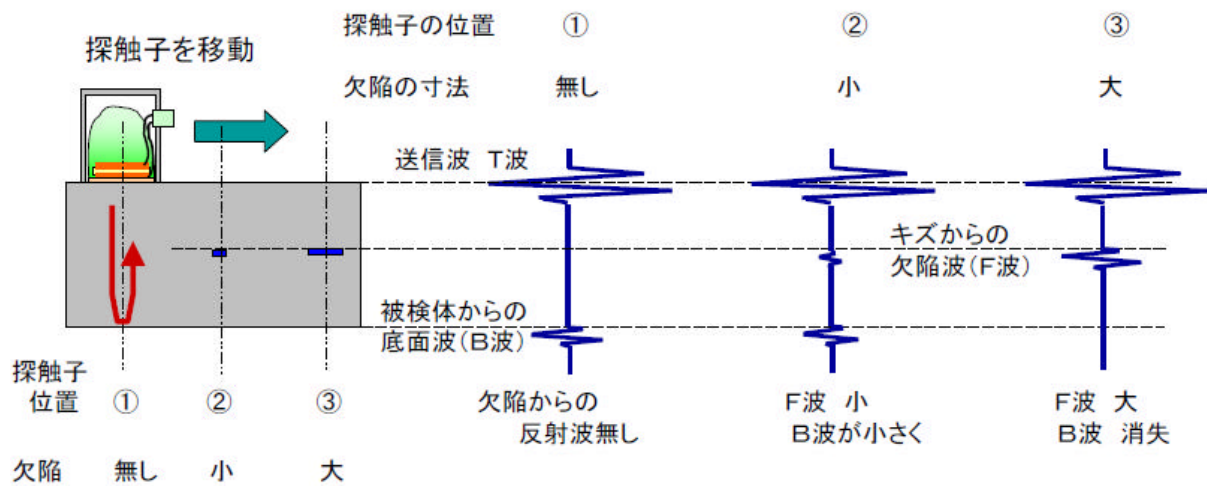 探触子の位置 ① ② ③
探触子を移動
欠陥の寸法 無し 小 大
送信波 T波
キズからの
欠陥波(F波)
被検体からの
底面波(B波)
探触子
位置 ① ② ③
欠陥からの
反射波無し
F波 小
B波が小さく
F波 大
B波 消失
欠陥 無し 小 大